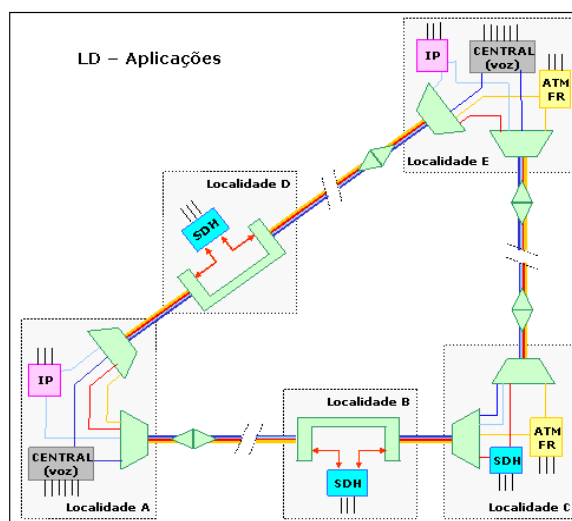 LD – Aplicações
IP
CENTRAL
(voz)
ATM
FR
Localidade E
Localidade D
SDH
IP
CENTRAL
(voz)
Localidade A
Localidade B
SDH
ATM
FR
SDH
Localidade C